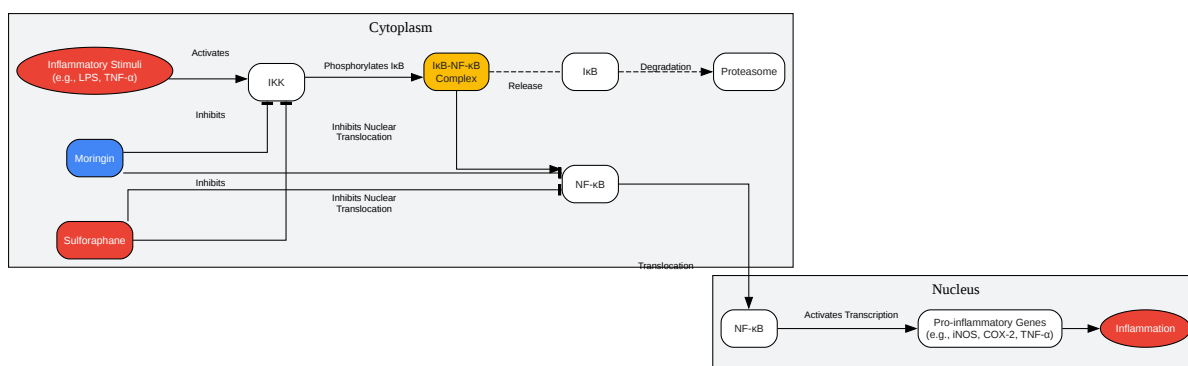 Cytoplasm
Inflammatory Stimuli
(e.g., LPS, TNF-α)
Activates
IKK
Phosphorylates IκB
IκB-NF-κB
Complex
Release
IκB
Degradation
Proteasome
Inhibits
Inhibits Nuclear
Translocation
Moringin
NF-κB
Inhibits
Inhibits Nuclear
Translocation
Sulforaphane
Translocation
Nucleus
NF-κB
Activates Transcription
Pro-inflammatory Genes
(e.g., iNOS, COX-2, TNF-α)
Inflammation